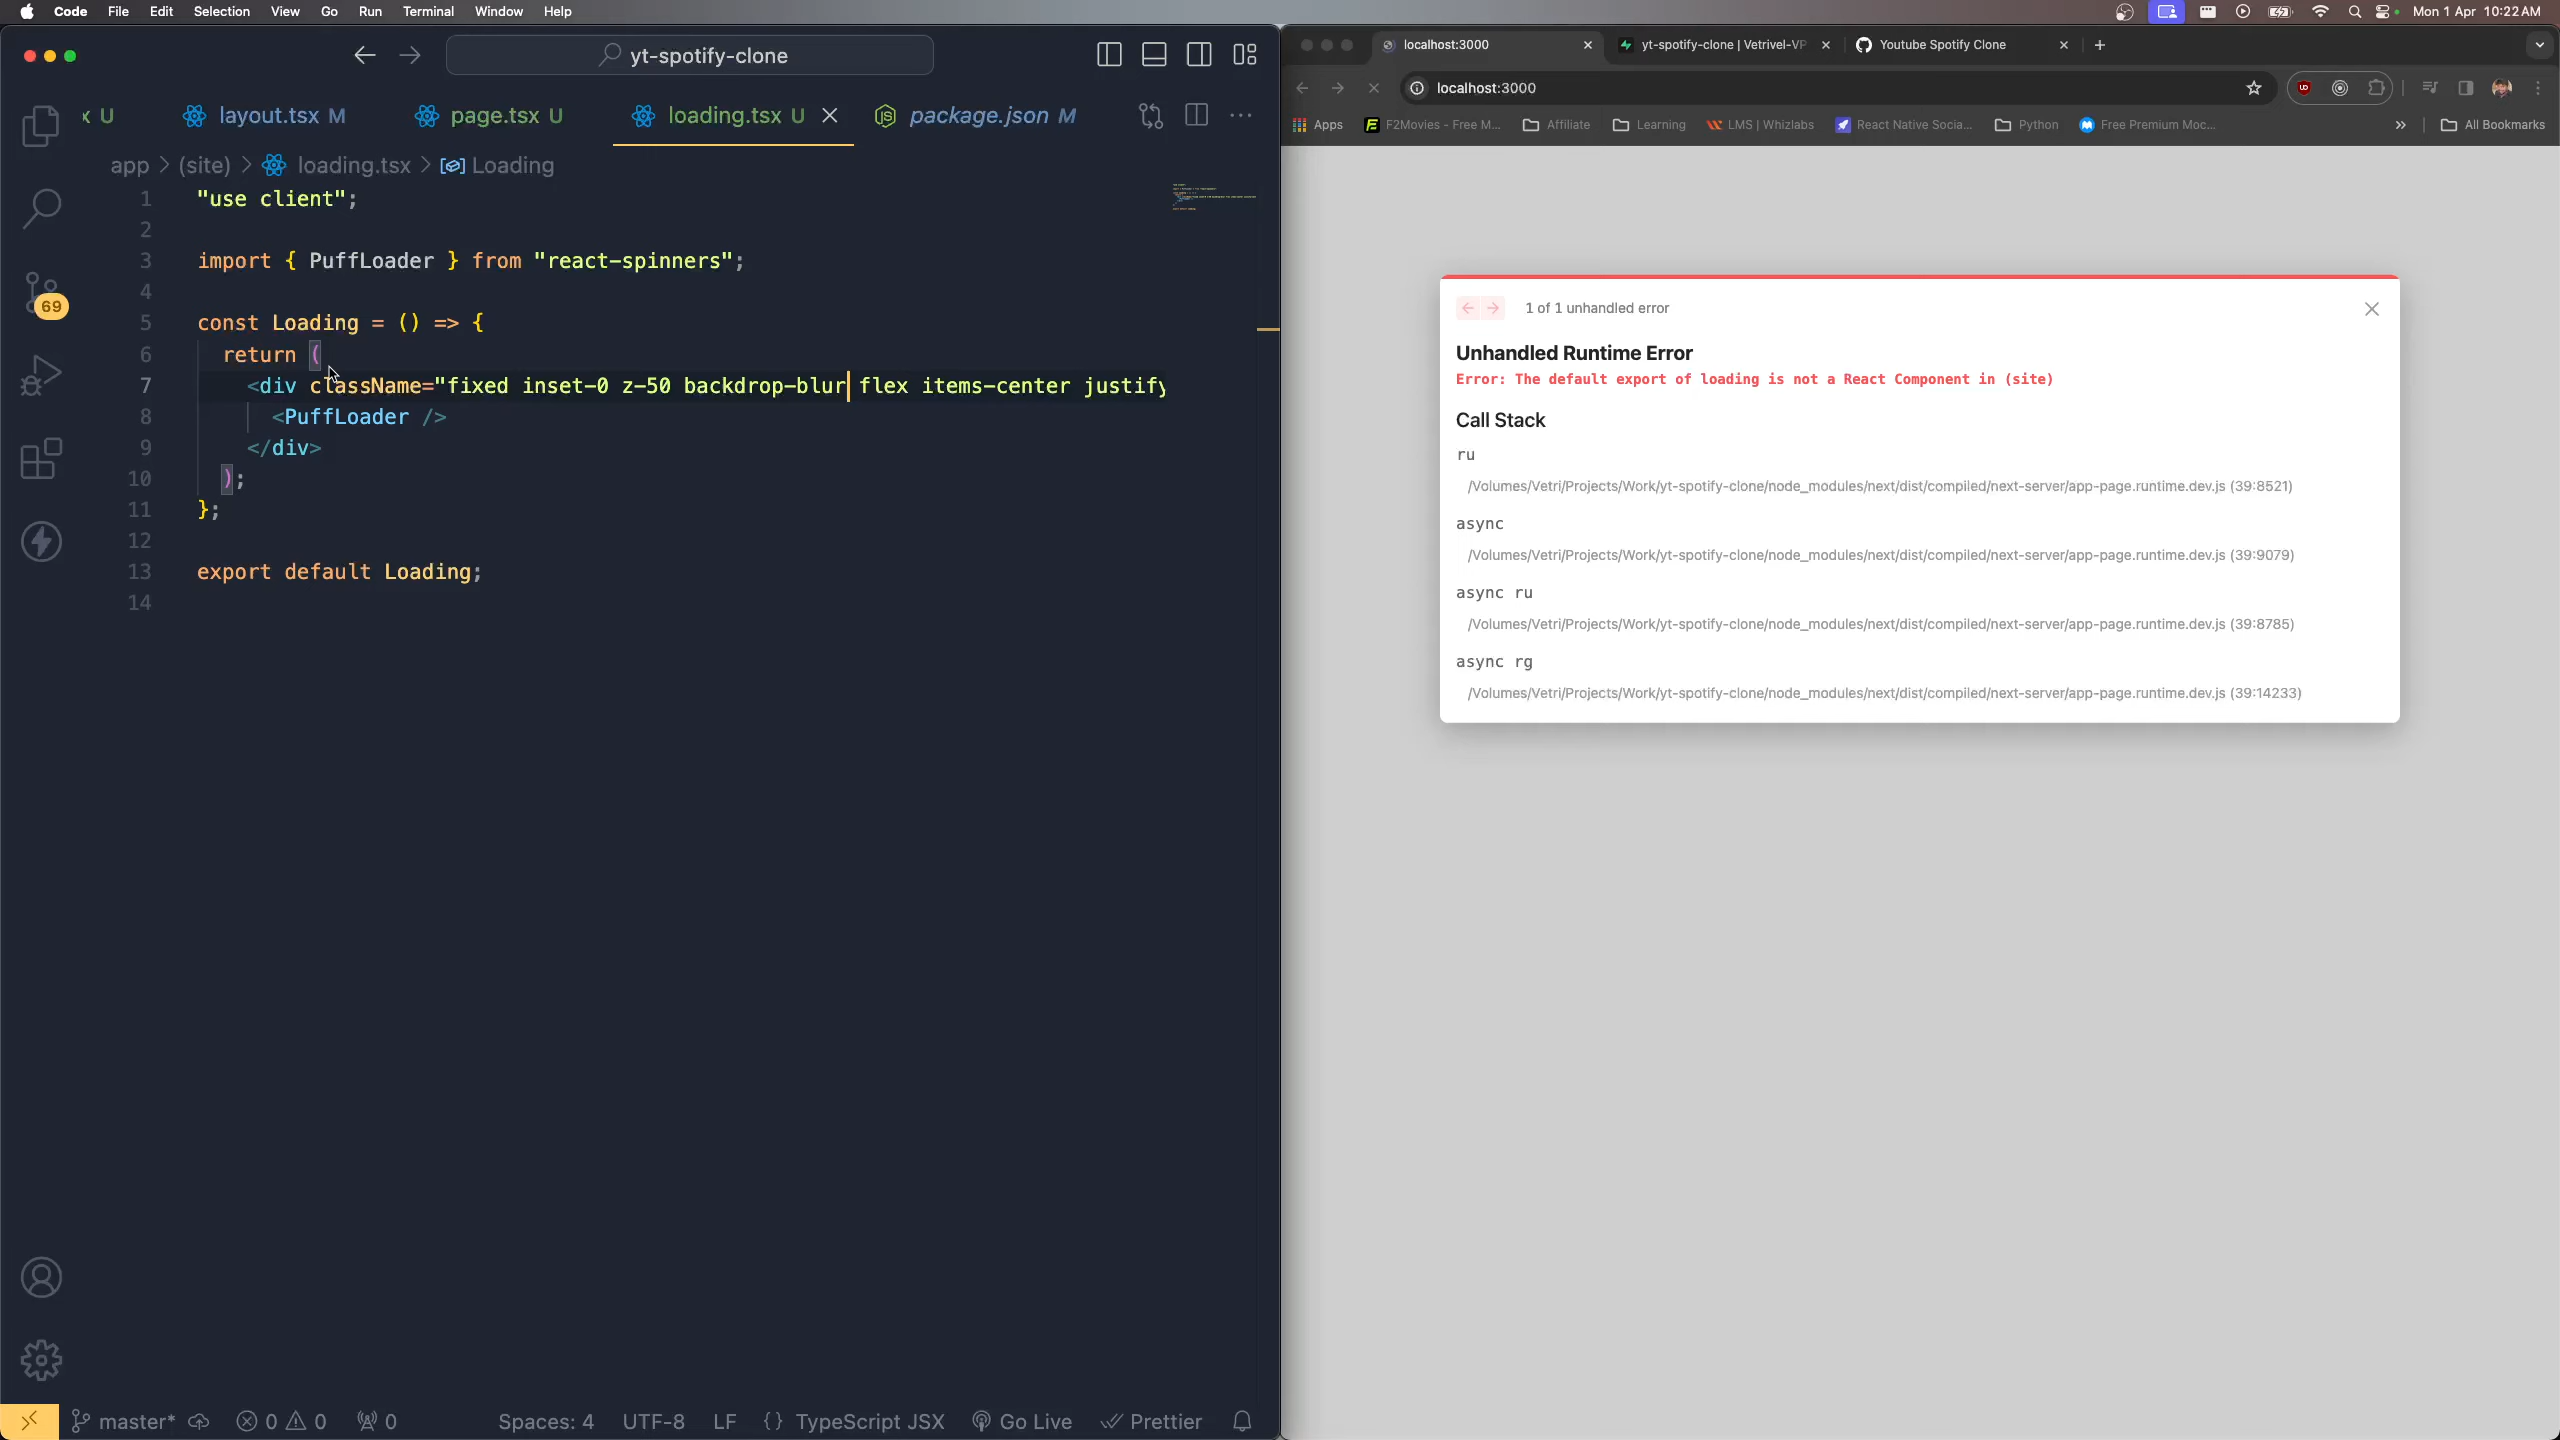 Code File Edit Selection View Go Run Terminal Window Help
Mon 1 Apr 10:22 AM
yt-spotify-clone
x U
layout.tsx M
page.tsx U
loading.tsx U
package.json M
app > (site) > loading.tsx > Loading
1 "use client";
2
3 import { PuffLoader } from "react-spinners";
4
5 const Loading = () => {
6 return (
7 <div className="fixed inset-0 z-50 backdrop-blur flex items-center justify
8 <PuffLoader />
9 </div>
10 );
11 };
12
13 export default Loading;
14
69
master* 0 0 0 Spaces: 4 UTF-8 LF {} TypeScript JSX Go Live Prettier
localhost:3000
yt-spotify-clone | Vetrivel-VP
Youtube Spotify Clone
localhost:3000
Apps F2Movies - Free M... Affiliate Learning LMS | Whizlabs React Native Socia... Python Free Premium Moc... » All Bookmarks
1 of 1 unhandled error
Unhandled Runtime Error
Error: The default export of loading is not a React Component in (site)
Call Stack
ru
/Volumes/Vetri/Projects/Work/yt-spotify-clone/node_modules/next/dist/compiled/next-server/app-page.runtime.dev.js (39:8521)
async
/Volumes/Vetri/Projects/Work/yt-spotify-clone/node_modules/next/dist/compiled/next-server/app-page.runtime.dev.js (39:9079)
async ru
/Volumes/Vetri/Projects/Work/yt-spotify-clone/node_modules/next/dist/compiled/next-server/app-page.runtime.dev.js (39:8785)
async rg
/Volumes/Vetri/Projects/Work/yt-spotify-clone/node_modules/next/dist/compiled/next-server/app-page.runtime.dev.js (39:14233)